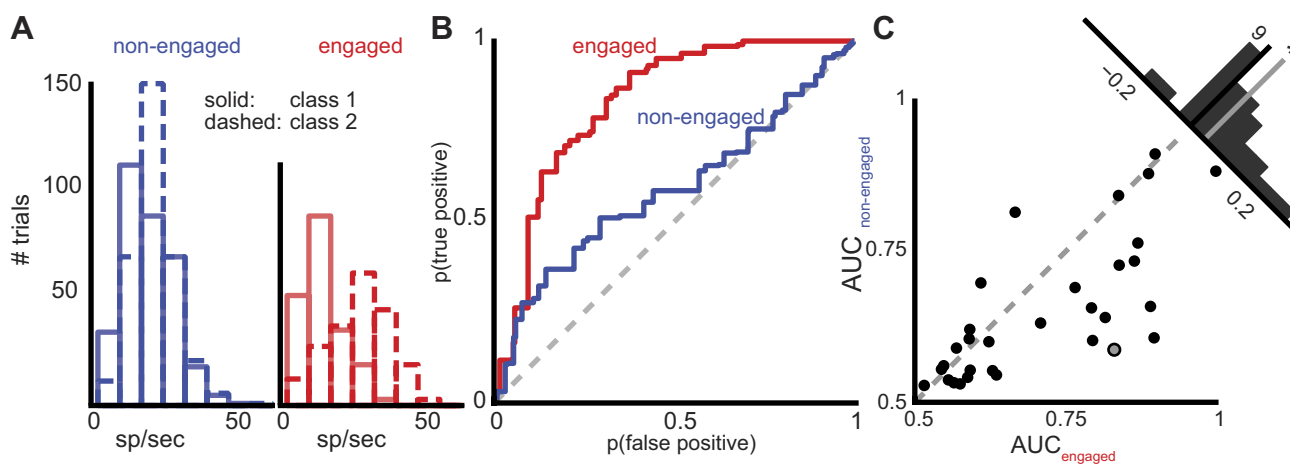 A
non-engaged
engaged
150
100
50
# trials
solid: class 1
dashed: class 2
0
50
sp/sec
0
50
sp/sec
B
1
0.5
0
p(true positive)
engaged
non-engaged
0
0.5
1
p(false positive)
C
1
0.75
0.5
AUC non-engaged
0.5
0.75
1
AUC engaged
−0.2
0.2
9